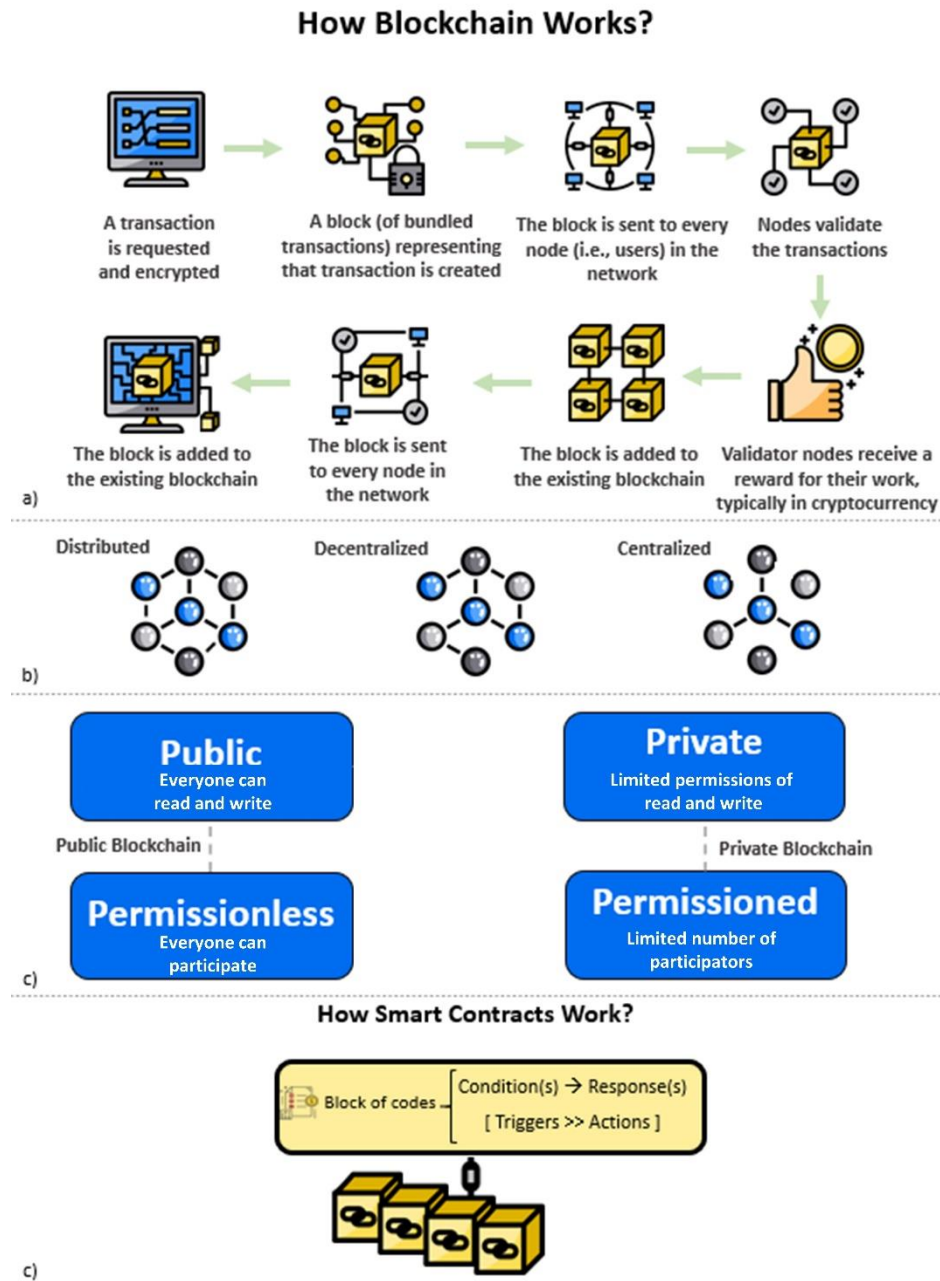 How Blockchain Works?
A transaction
is requested
and encrypted
A block (of bundled
transactions) representing
that transaction is created
The block is sent to every
node (i.e., users) in the
network
Nodes validate
the transactions
The block is added to
the existing blockchain
The block is sent
to every node in
the network
The block is added to
the existing blockchain
Validator nodes receive a
reward for their work,
typically in cryptocurrency
a)
Distributed
Decentralized
Centralized
b)
Public
Everyone can
read and write
Private
Limited permissions of
read and write
Public Blockchain
Private Blockchain
Permissionless
Everyone can
participate
Permissioned
Limited number of
participators
c)
How Smart Contracts Work?
Block of codes
Condition(s) → Response(s)
[ Triggers >> Actions ]
c)